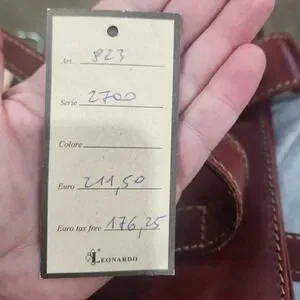 Art. 823
Serie 2700
Colore
Euro 211,50
Euro tax free 176,25
LEONARDO